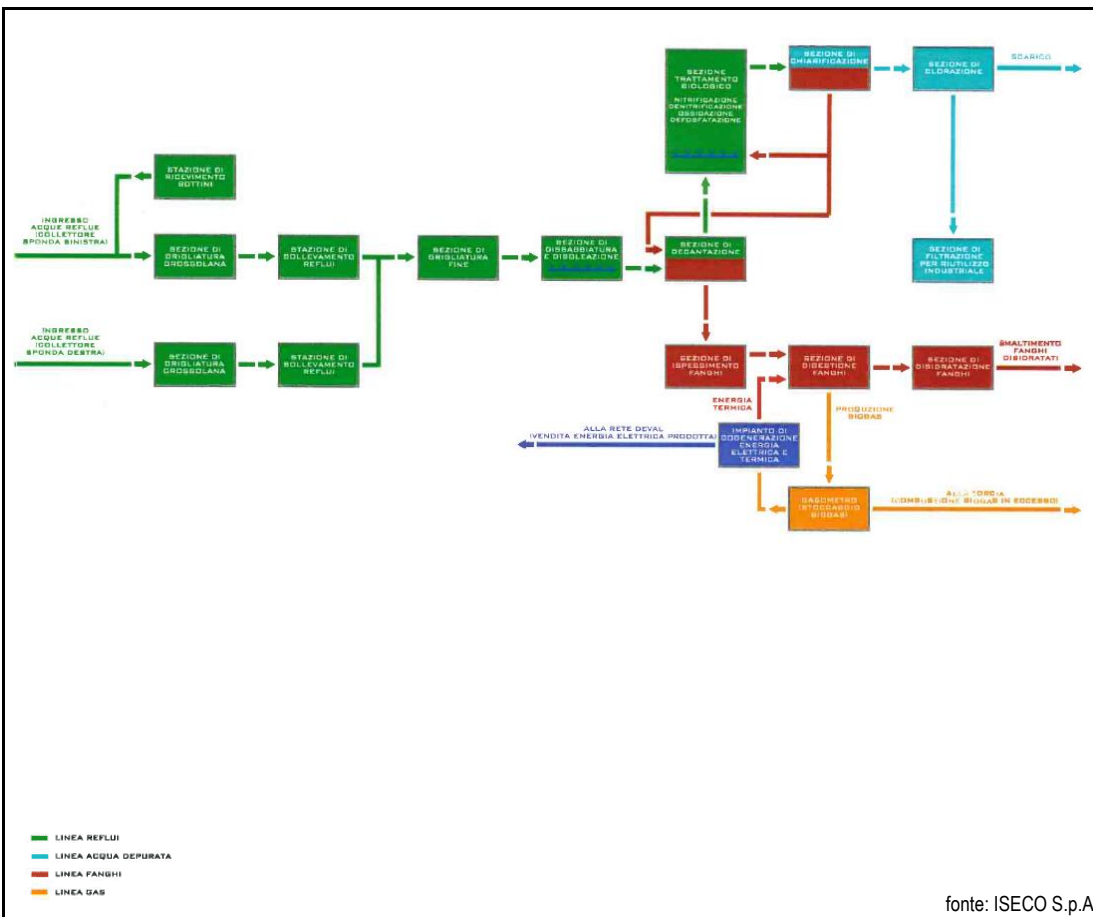 SEZIONE
TRATTAMENTO
BIOLOGICO
NITRIFICAZIONE
DENITRIFICAZIONE
OSSIDAZIONE
DEFOSFATAZIONE
SEZIONE DI
CHIARIFICAZIONE
SEZIONE DI
CLORAZIONE
SCARICO
STAZIONE DI
RICEVIMENTO
BOTTINI
INGRESSO
ACQUE REFLUE
(COLLETTORE
SPONDA SINISTRA)
SEZIONE DI
GRIGLIATURA
GROSSOLANA
STAZIONE DI
SOLLEVAMENTO
REFLUI
SEZIONE DI
GRIGLIATURA
FINE
SEZIONE DI
DISSABBIATURA
E DISOLEAZIONE
SEZIONE DI
DECANTAZIONE
SEZIONE DI
FILTRAZIONE
PER RIUTILIZZO
INDUSTRIALE
INGRESSO
ACQUE REFLUE
(COLLETTORE
SPONDA DESTRA)
SEZIONE DI
GRIGLIATURA
GROSSOLANA
STAZIONE DI
SOLLEVAMENTO
REFLUI
SEZIONE DI
ISPESSIMENTO
FANGHI
SEZIONE DI
DIGESTIONE
FANGHI
SEZIONE DI
DISIDRATAZIONE
FANGHI
SMALTIMENTO
FANGHI
DISIDRATATI
ENERGIA
TERMICA
PRODUZIONE
BIOGAS
ALLA RETE DEVAL
(VENDITA ENERGIA ELETTRICA PRODOTTA)
IMPIANTO DI
COGENERAZIONE
ENERGIA
ELETTRICA E
TERMICA
GASOMETRO
(STOCCAGGIO
BIOGAS)
ALLA TORCIA
(COMBUSTIONE BIOGAS IN ECCESSO)
LINEA REFLUI
LINEA ACQUA DEPURATA
LINEA FANGHI
LINEA GAS
fonte: ISECO S.p.A